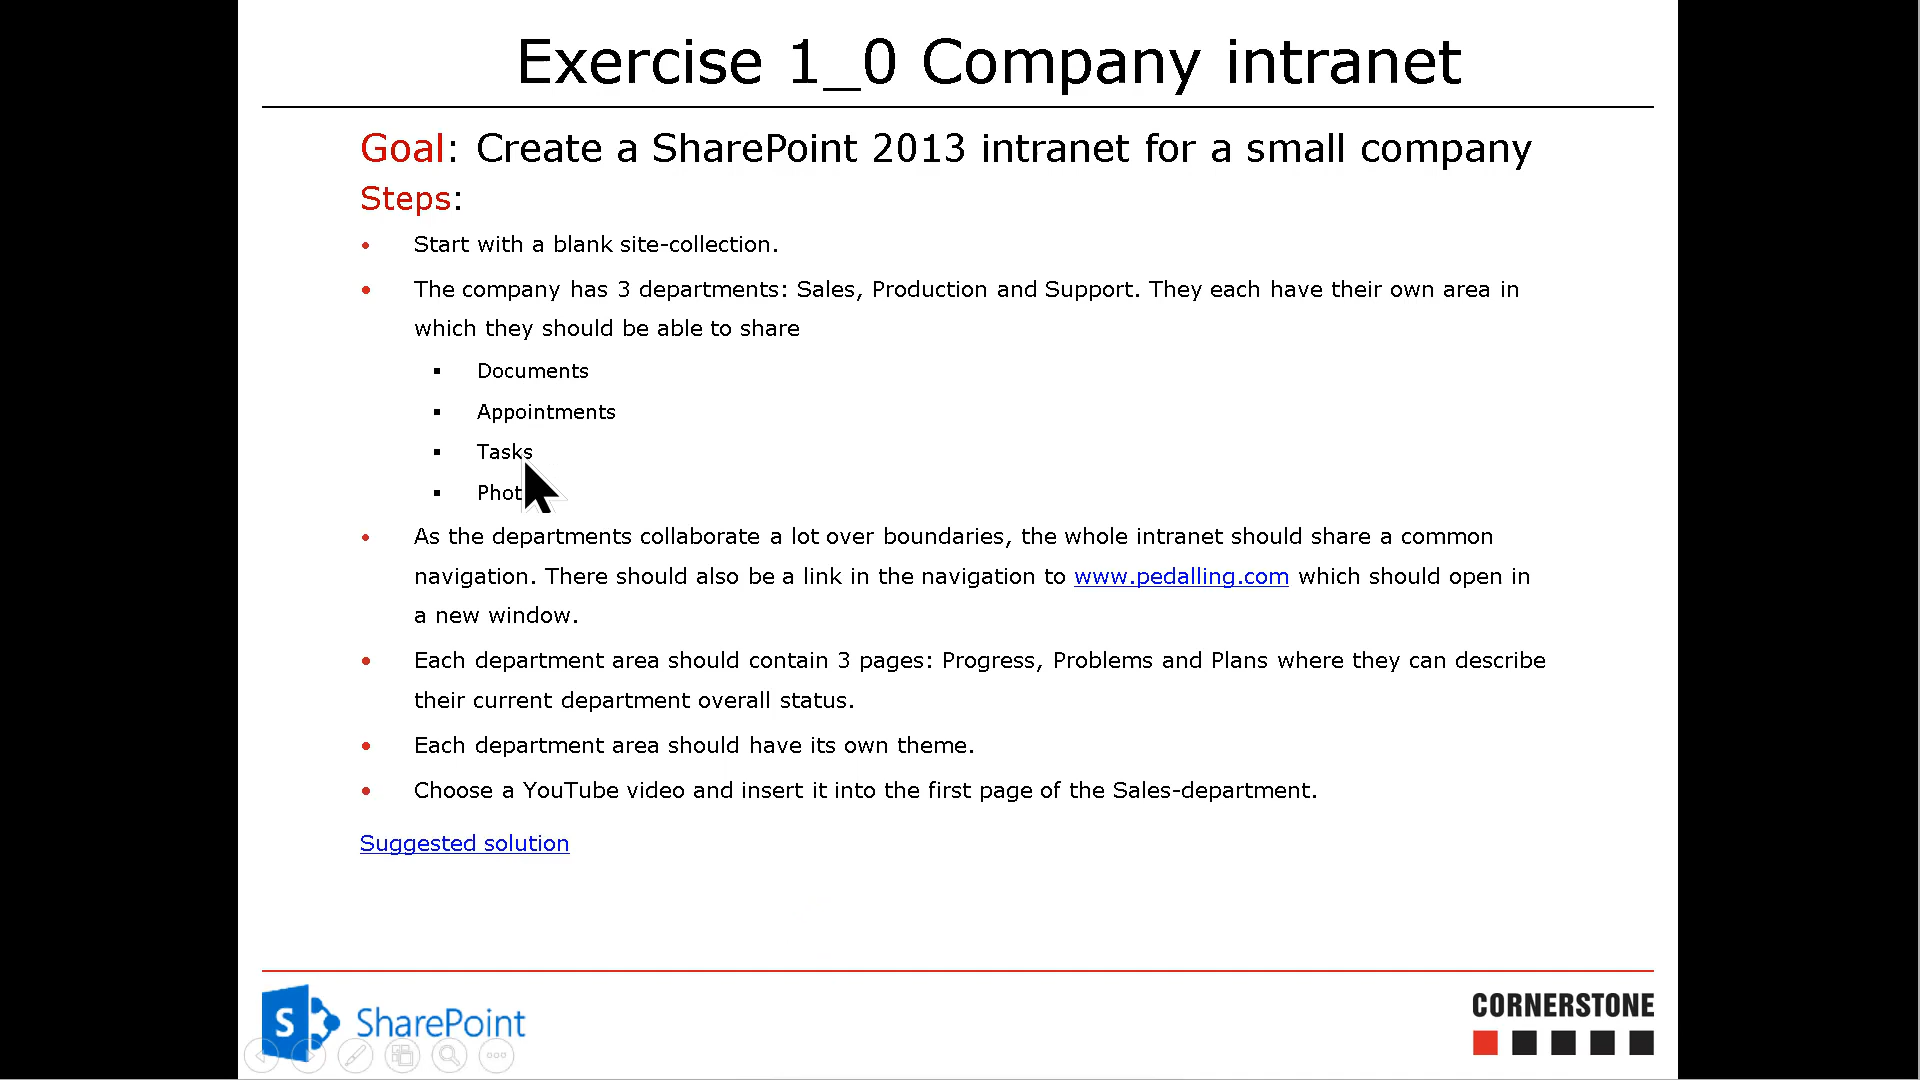 Exercise 1_0 Company intranet
Goal: Create a SharePoint 2013 intranet for a small company
Steps:
• Start with a blank site-collection.
• The company has 3 departments: Sales, Production and Support. They each have their own area in
which they should be able to share
▪ Documents
▪ Appointments
▪ Tasks
▪ Phot
• As the departments collaborate a lot over boundaries, the whole intranet should share a common
navigation. There should also be a link in the navigation to www.pedalling.com which should open in
a new window.
• Each department area should contain 3 pages: Progress, Problems and Plans where they can describe
their current department overall status.
• Each department area should have its own theme.
• Choose a YouTube video and insert it into the first page of the Sales-department.
Suggested solution
S SharePoint
CORNERSTONE